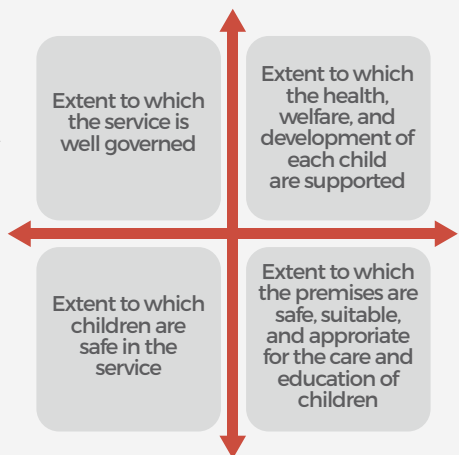 Extent to which
the service is
well governed
Extent to which
the health,
welfare, and
development of
each child
are supported
Extent to which
children are
safe in the
service
Extent to which
the premises are
safe, suitable,
and approriate
for the care and
education of
children